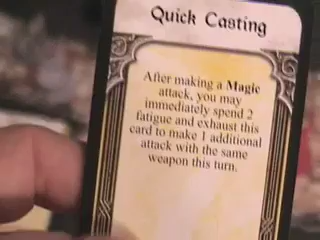 Quick Casting
After making a Magic
attack, you may
immediately spend 2
fatigue and exhaust this
card to make 1 additional
attack with the same
weapon this turn.